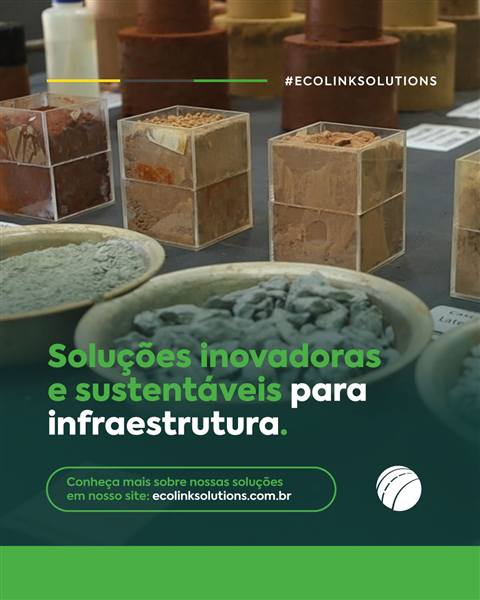 #ECOLINKSOLUTIONS
Soluções inovadoras
e sustentáveis para
infraestrutura.
Conheça mais sobre nossas soluções
em nosso site: ecolinksolutions.com.br